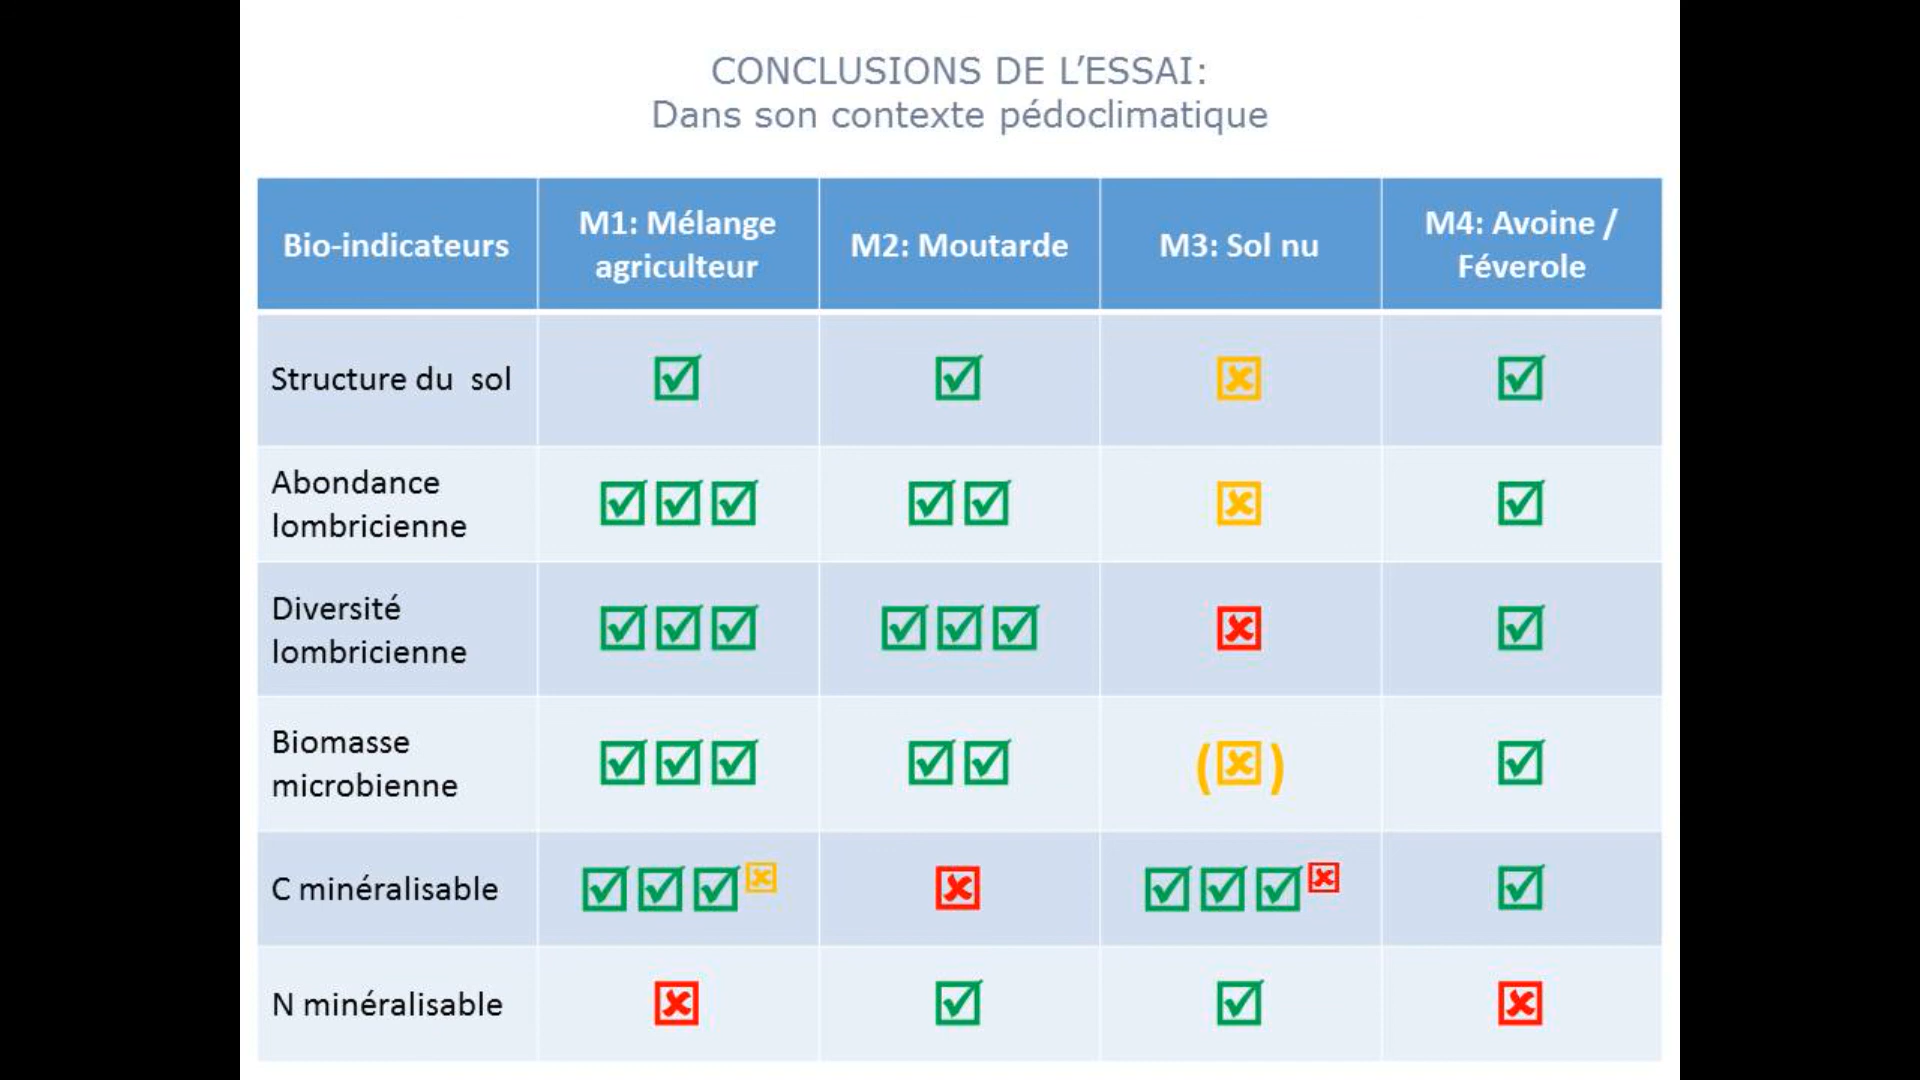 CONCLUSIONS DE L'ESSAI:
Dans son contexte pédoclimatique
Bio-indicateurs
M1: Mélange
agriculteur
M2: Moutarde
M3: Sol nu
M4: Avoine /
Féverole
Structure du  sol
☑
☑
☒
☑
Abondance
lombricienne
☑☑☑
☑☑
☒
☑
Diversité
lombricienne
☑☑☑
☑☑☑
☒
☑
Biomasse
microbienne
☑☑☑
☑☑
(☒)
☑
C minéralisable
☑☑☑☒
☒
☑☑☑☒
☑
N minéralisable
☒
☑
☑
☒